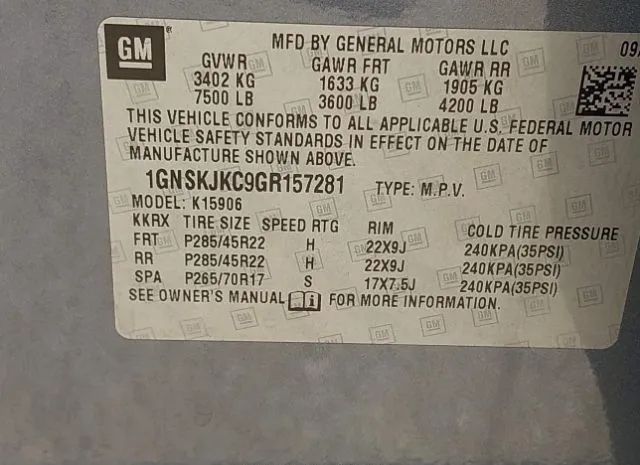 GM
MFD BY GENERAL MOTORS LLC 09/
GVWR GAWR FRT GAWR RR
3402 KG 1633 KG 1905 KG
7500 LB 3600 LB 4200 LB
THIS VEHICLE CONFORMS TO ALL APPLICABLE U.S. FEDERAL MOTOR
VEHICLE SAFETY STANDARDS IN EFFECT ON THE DATE OF
MANUFACTURE SHOWN ABOVE.
1GNSKJKC9GR157281 TYPE: M.P.V.
MODEL: K15906
KKRX TIRE SIZE SPEED RTG RIM COLD TIRE PRESSURE
FRT P285/45R22 H 22X9J 240KPA(35PSI)
RR P285/45R22 H 22X9J 240KPA(35PSI)
SPA P265/70R17 S 17X7.5J 240KPA(35PSI)
SEE OWNER'S MANUAL FOR MORE INFORMATION.